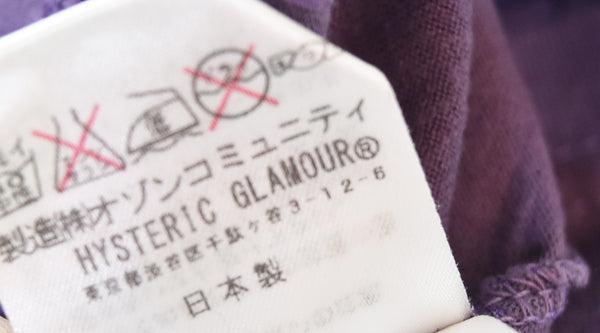 製造㈱オゾンコミュニティ
HYSTERIC GLAMOUR®
東京都渋谷区千駄ヶ谷3-12-6
日本製